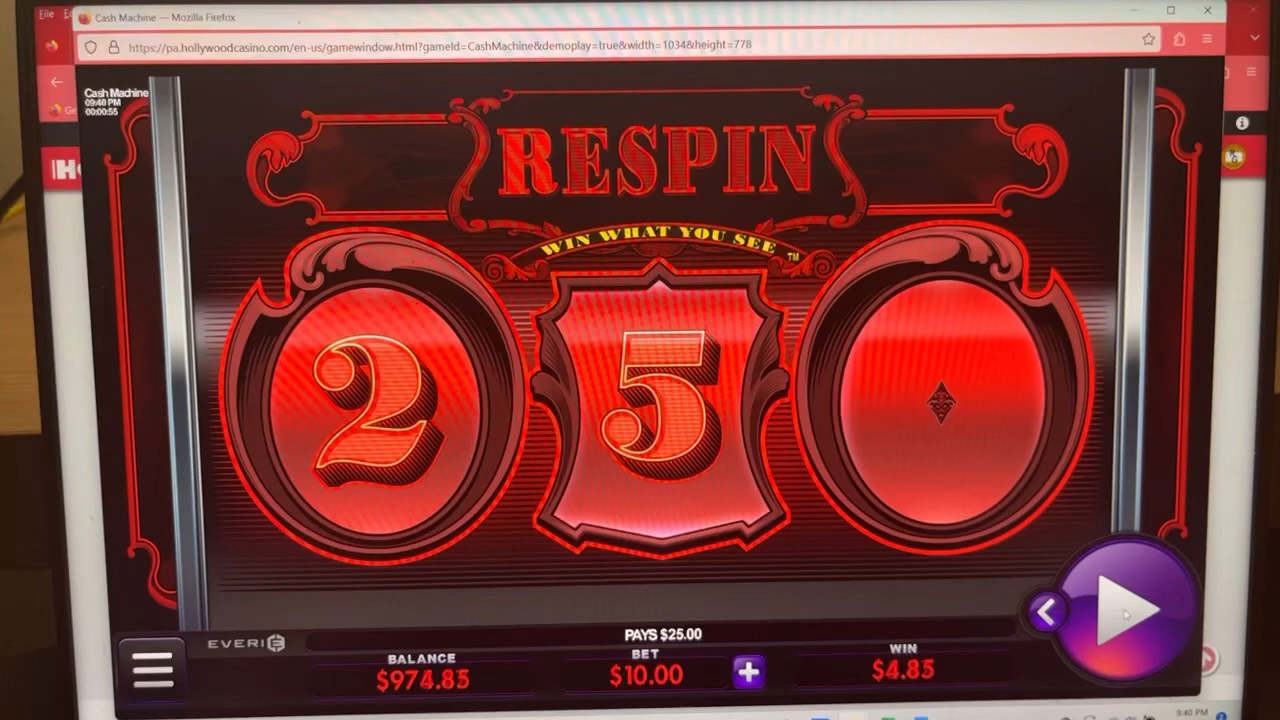 File
Cash Machine — Mozilla Firefox
https://pa.hollywoodcasino.com/en-us/gamewindow.html?gameId=CashMachine&demoplay=true&width=1034&height=778
Cash Machine
09:40 PM
00:00:55
Ge
H
RESPIN
WIN WHAT YOU SEE ™
2 5
EVERI
PAYS $25.00
BALANCE
$974.85
BET
$10.00
WIN
$4.85
9:40 PM